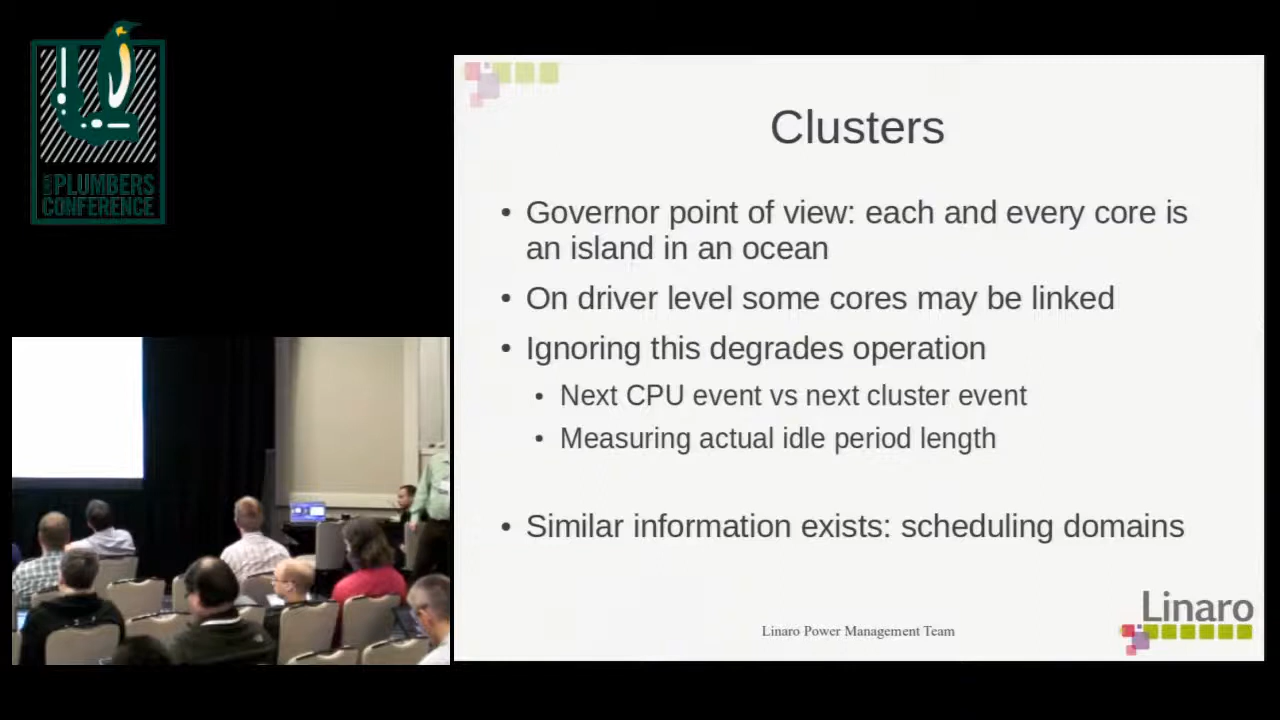 LINUX
PLUMBERS
CONFERENCE
Clusters
• Governor point of view: each and every core is
an island in an ocean
• On driver level some cores may be linked
• Ignoring this degrades operation
• Next CPU event vs next cluster event
• Measuring actual idle period length
• Similar information exists: scheduling domains
Linaro Power Management Team
Linaro